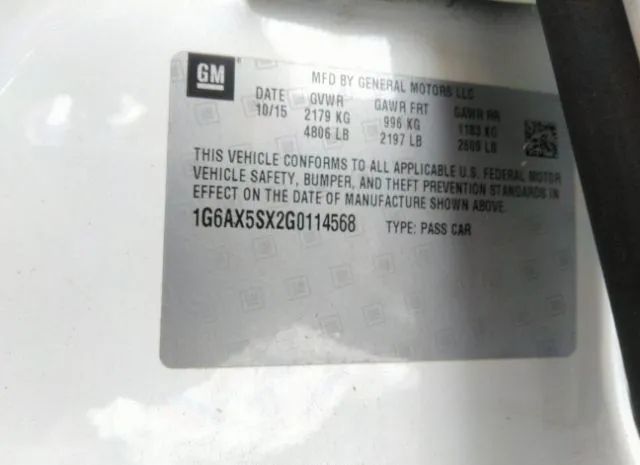 GM
MFD BY GENERAL MOTORS LLC
DATE GVWR GAWR FRT GAWR RR
10/15 2179 KG 996 KG 1183 KG
4806 LB 2197 LB 2609 LB
THIS VEHICLE CONFORMS TO ALL APPLICABLE U.S. FEDERAL MOTOR
VEHICLE SAFETY, BUMPER, AND THEFT PREVENTION STANDARDS IN
EFFECT ON THE DATE OF MANUFACTURE SHOWN ABOVE.
1G6AX5SX2G0114568 TYPE: PASS CAR